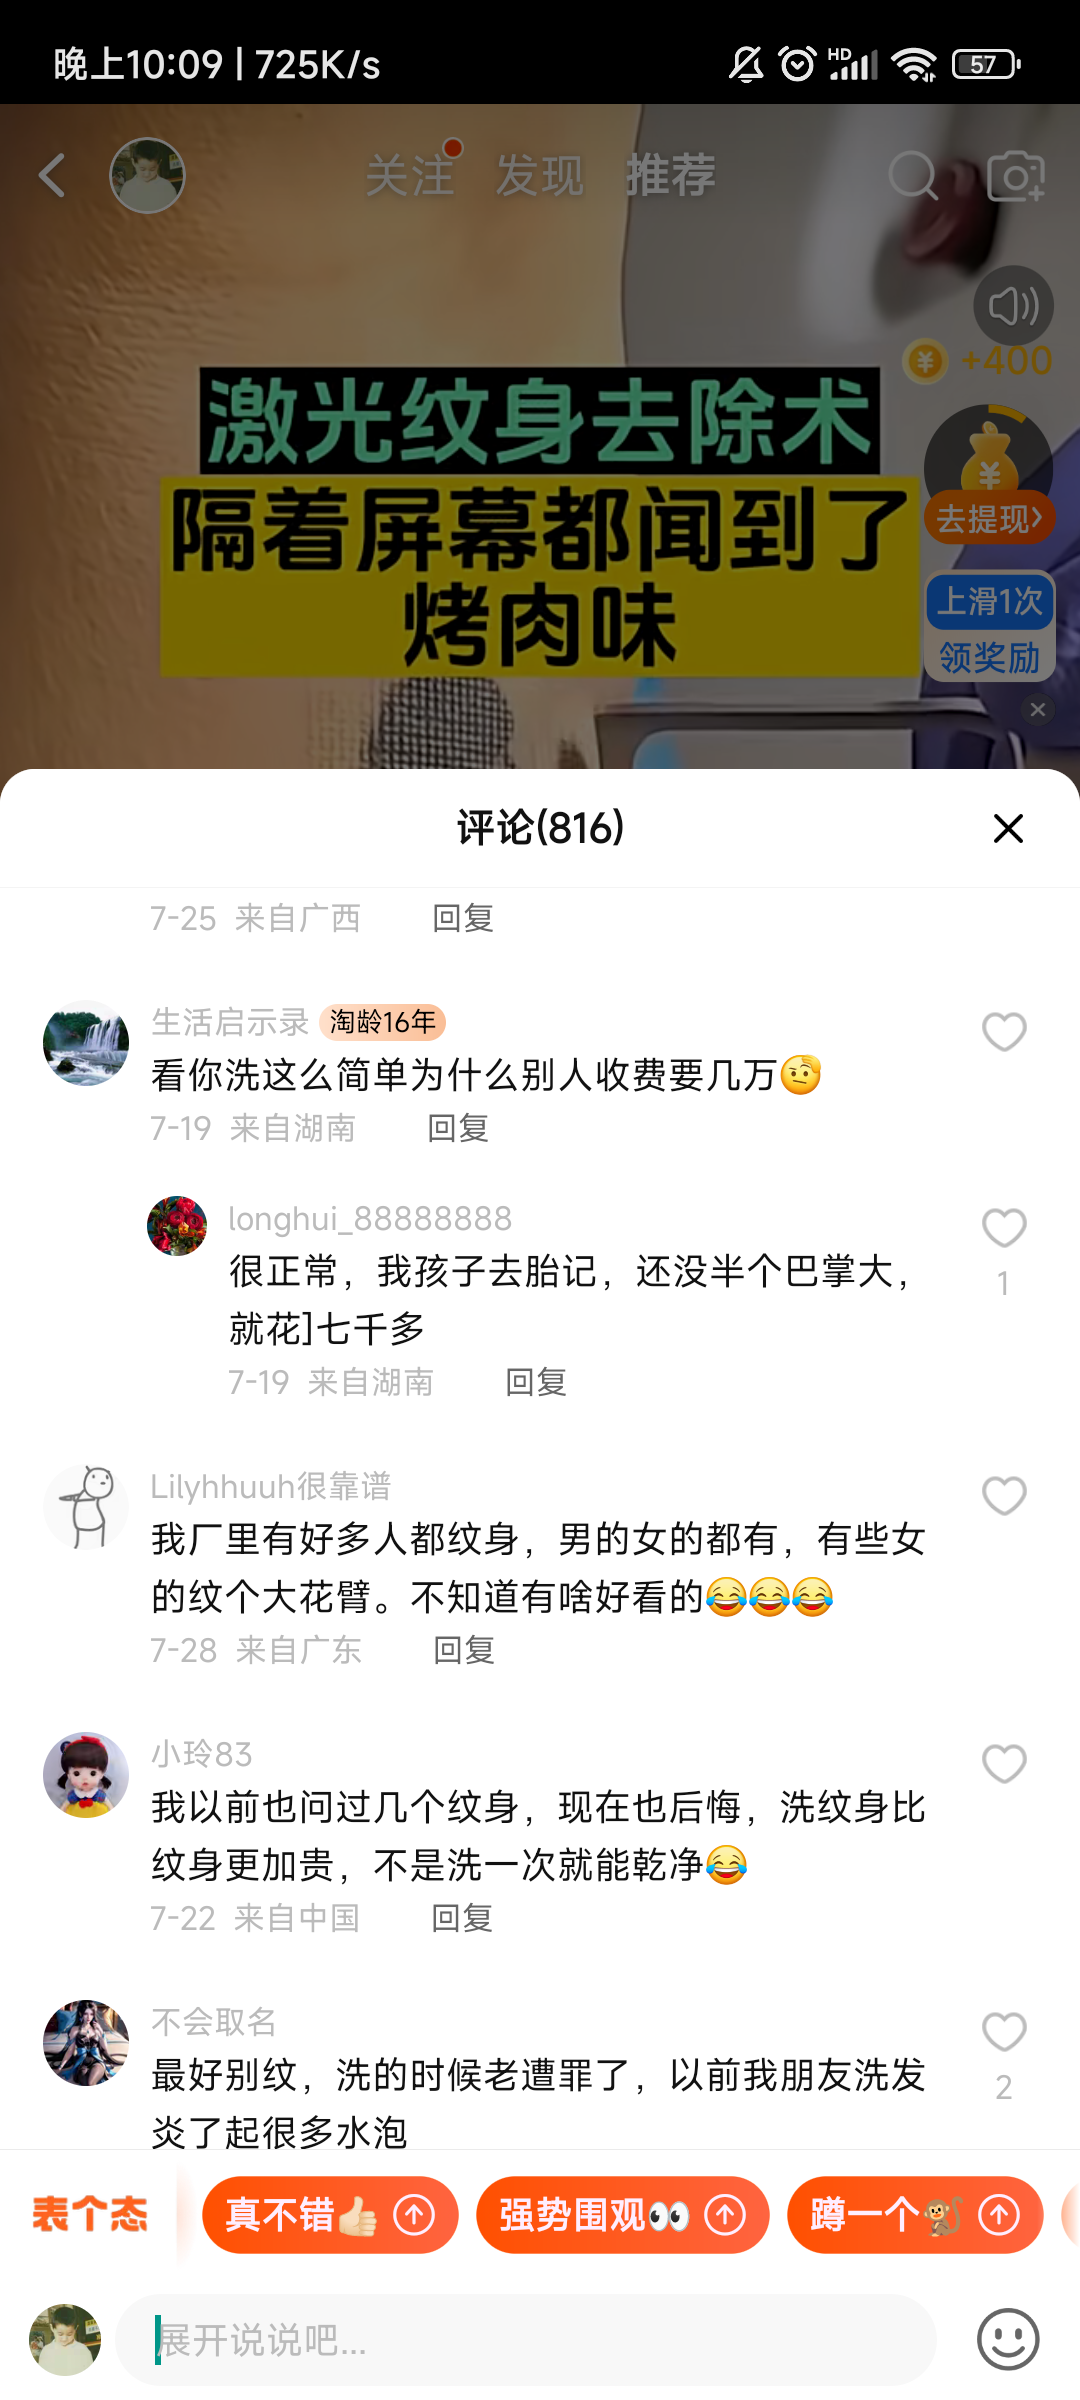 晚上10:09 | 725K/s
HD
57
关注 发现 推荐
+400
激光纹身去除术
隔着屏幕都闻到了
烤肉味
去提现>
上滑1次
领奖励
评论(816)
7-25 来自广西 回复
生活启示录 淘龄16年
看你洗这么简单为什么别人收费要几万🤨
7-19 来自湖南 回复
longhui_88888888
很正常，我孩子去胎记，还没半个巴掌大，
就花]七千多
1
7-19 来自湖南 回复
Lilyhhuuh很靠谱
我厂里有好多人都纹身，男的女的都有，有些女
的纹个大花臂。不知道有啥好看的😂😂😂
7-28 来自广东 回复
小玲83
我以前也问过几个纹身，现在也后悔，洗纹身比
纹身更加贵，不是洗一次就能乾净😂
7-22 来自中国 回复
不会取名
最好别纹，洗的时候老遭罪了，以前我朋友洗发
炎了起很多水泡
2
表个态 真不错👍🏻 强势围观👀 蹲一个🐒
展开说说吧...